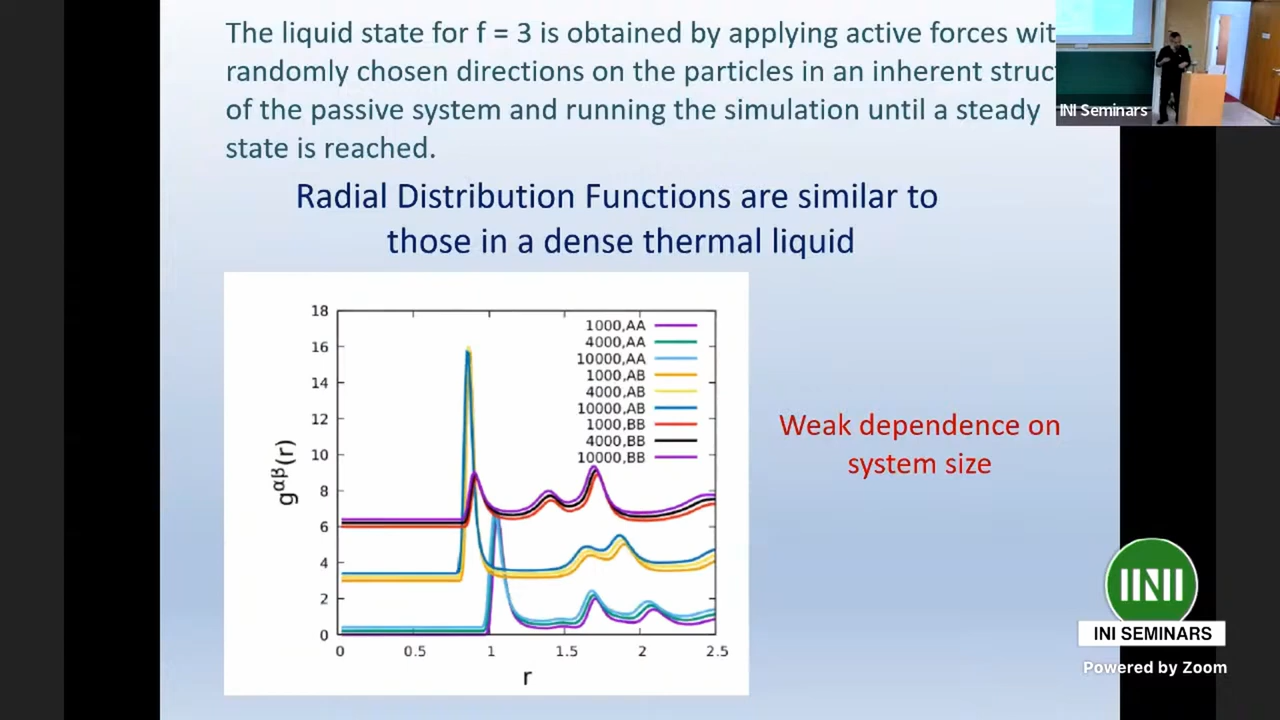 The liquid state for f = 3 is obtained by applying active forces wit
randomly chosen directions on the particles in an inherent struc
of the passive system and running the simulation until a steady
state is reached.
INI Seminars
Radial Distribution Functions are similar to
those in a dense thermal liquid
18
16
14
12
10
8
6
4
2
0
g^αβ(r)
1000,AA
4000,AA
10000,AA
1000,AB
4000,AB
10000,AB
1000,BB
4000,BB
10000,BB
0 0.5 1 1.5 2 2.5
r
Weak dependence on
system size
INI SEMINARS
Powered by Zoom